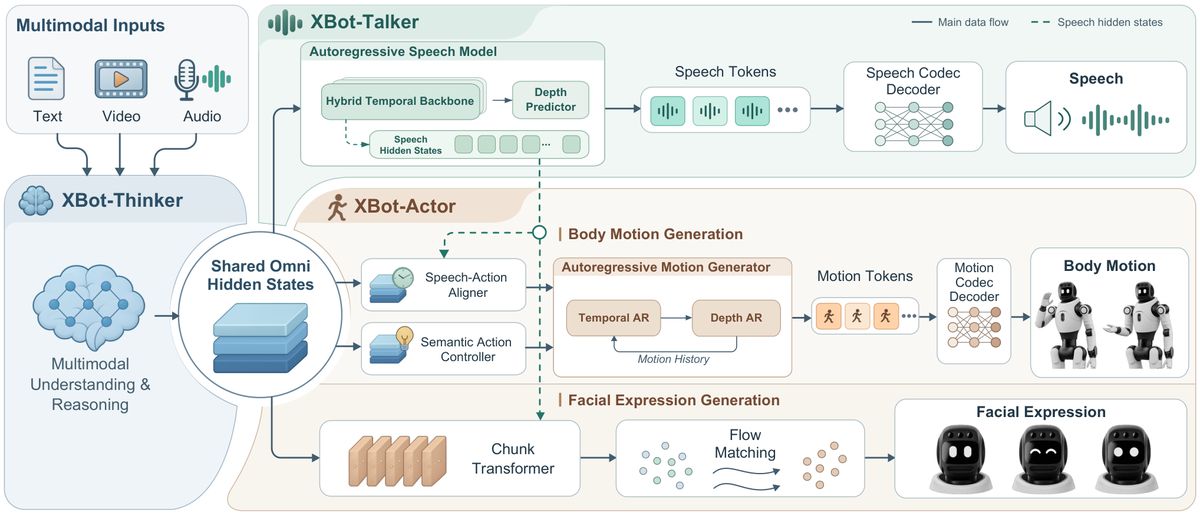 Multimodal Inputs
Text
Video
Audio
XBot-Thinker
Multimodal
Understanding &
Reasoning
Shared Omni
Hidden States
XBot-Talker
Main data flow
Speech hidden states
Autoregressive Speech Model
Hybrid Temporal Backbone
Depth
Predictor
Speech
Hidden States
...
Speech Tokens
Speech Codec
Decoder
Speech
XBot-Actor
Body Motion Generation
Speech-Action
Aligner
Semantic Action
Controller
Autoregressive Motion Generator
Temporal AR
Depth AR
Motion History
Motion Tokens
Motion
Codec
Decoder
Body Motion
Facial Expression Generation
Chunk
Transformer
Flow
Matching
Facial Expression